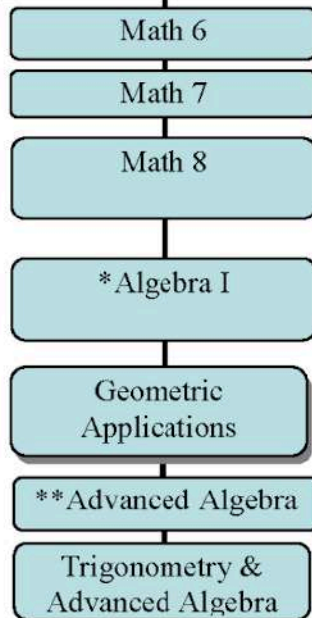 Math 6
Math 7
Math 8
*Algebra I
Geometric
Applications
**Advanced Algebra
Trigonometry &
Advanced Algebra